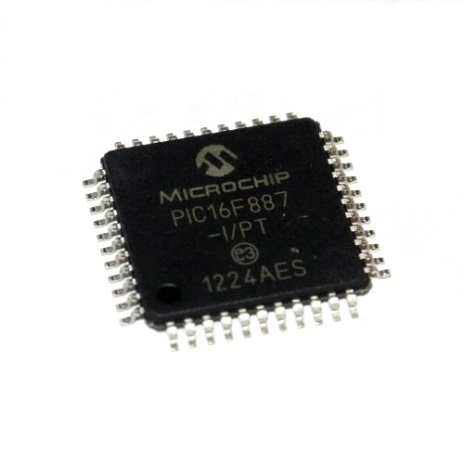 MICROCHIP
PIC16F887
-I/PT
e3
1224AES